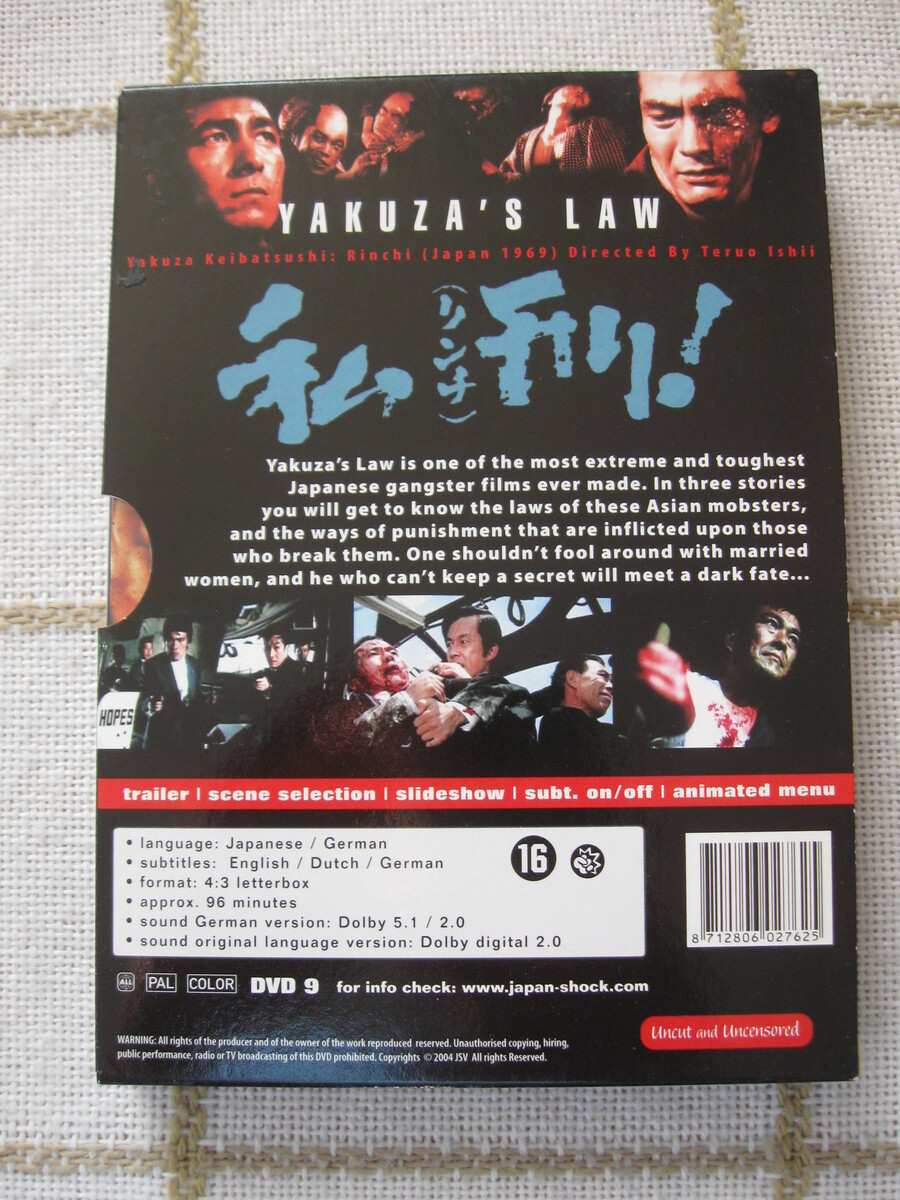 YAKUZA'S LAW
Yakuza Keibatsushi: Rinchi (Japan 1969) Directed By Teruo Ishii
私(リンチ)刑!
Yakuza's Law is one of the most extreme and toughest
Japanese gangster films ever made. In three stories
you will get to know the laws of these Asian mobsters,
and the ways of punishment that are inflicted upon those
who break them. One shouldn't fool around with married
women, and he who can't keep a secret will meet a dark fate...
HOPES
trailer | scene selection | slideshow | subt. on/off | animated menu
• language: Japanese / German
• subtitles: English / Dutch / German
• format: 4:3 letterbox
• approx. 96 minutes
• sound German version: Dolby 5.1 / 2.0
• sound original language version: Dolby digital 2.0
16
8 712806 027625
ALL PAL COLOR DVD 9 for info check: www.japan-shock.com
Uncut and Uncensored
WARNING: All rights of the producer and of the owner of the work reproduced reserved. Unauthorised copying, hiring,
public performance, radio or TV broadcasting of this DVD prohibited. Copyrights © 2004 JSV All rights Reserved.